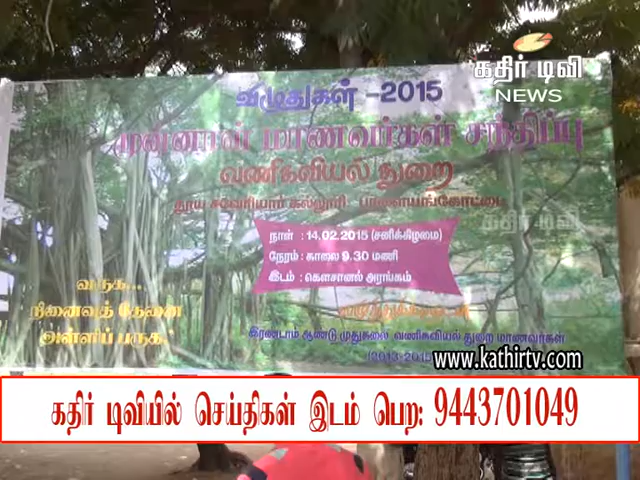 கதிர் டிவி
NEWS
விழுதுகள் -2015
முன்னாள் மாணவர்கள் சந்திப்பு
வணிகவியல் துறை
தூய சவேரியார் கல்லூரி பாளையங்கோட்டை
கதிர் டிவி
நாள் : 14.02.2015 (சனிக்கிழமை)
நேரம் : காலை 9.30 மணி
இடம் : கௌசானல் அரங்கம்
வருக...
நினைவுத் தேனை
அள்ளிப் பருக
இரண்டாம் ஆண்டு முதுகலை வணிகவியல் துறை மாணவர்கள்
(2013-2015
www.kathirtv.com
கதிர் டிவியில் செய்திகள் இடம் பெற: 9443701049